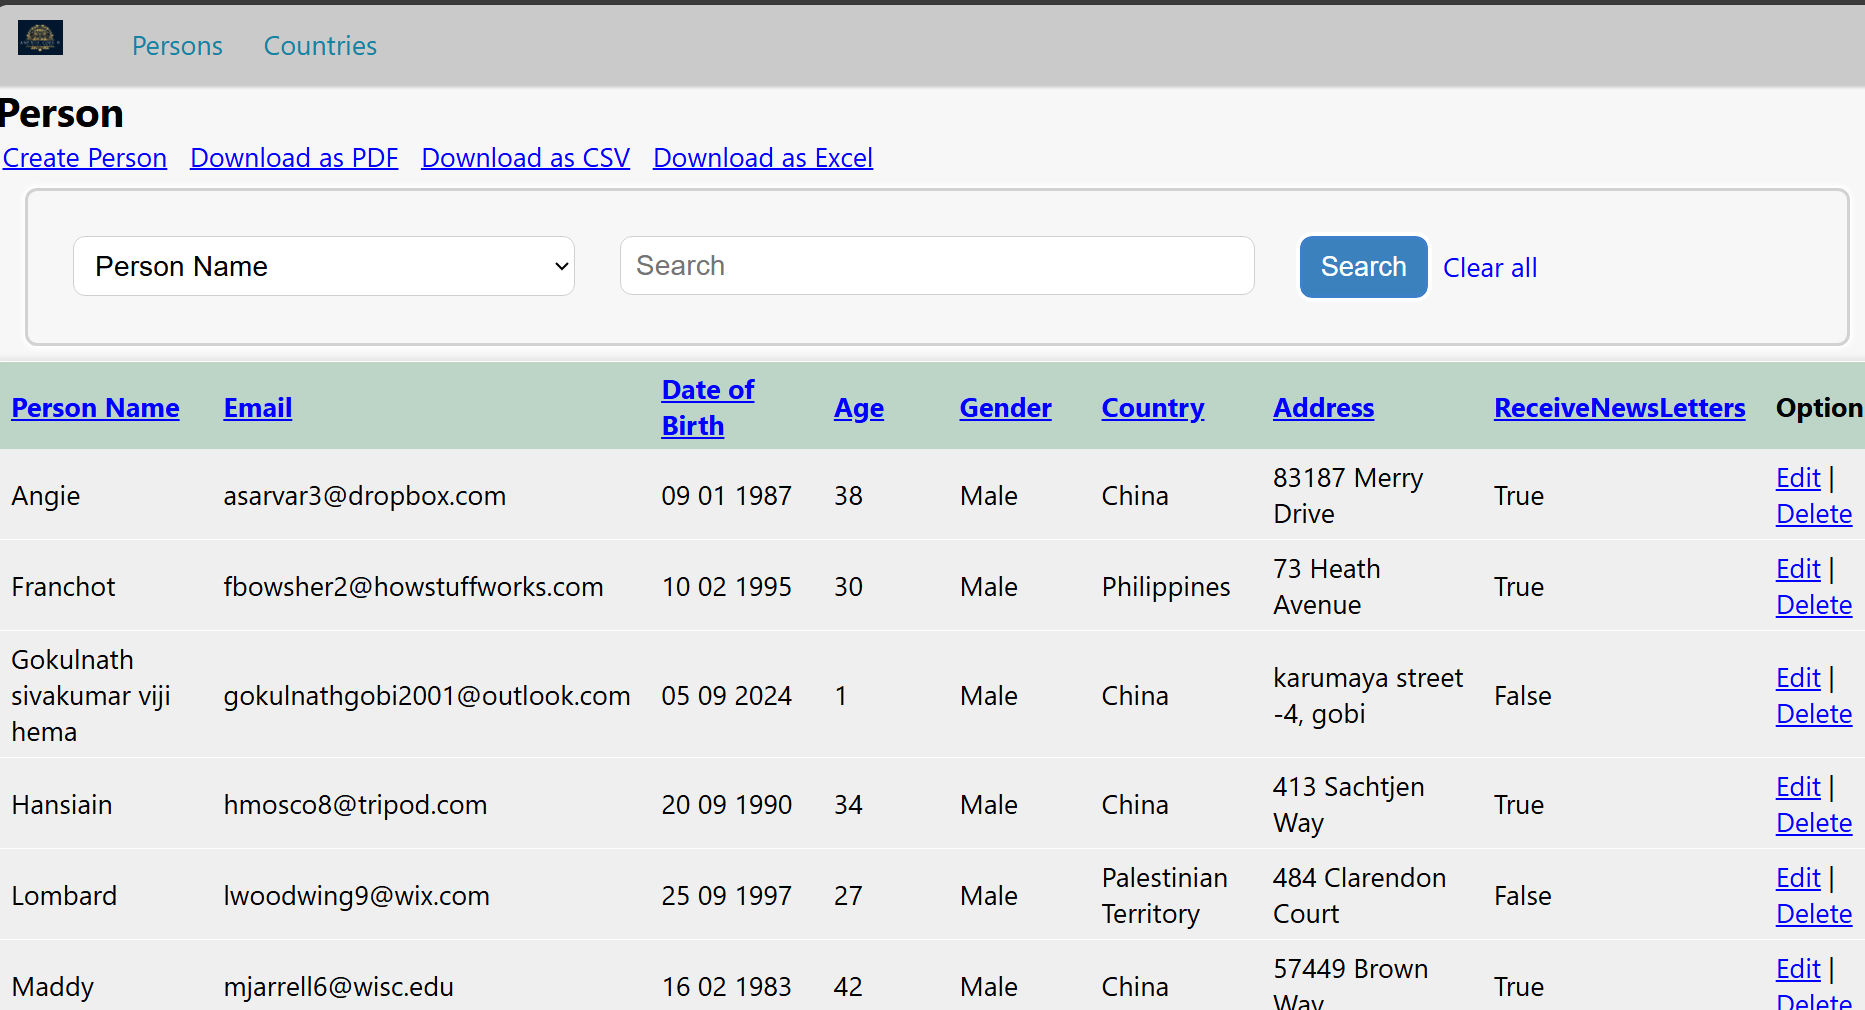 Persons Countries
Person
Create Person Download as PDF Download as CSV Download as Excel
Person Name Search Search Clear all
Person Name Email Date of Birth Age Gender Country Address ReceiveNewsLetters Option
Angie asarvar3@dropbox.com 09 01 1987 38 Male China 83187 Merry Drive True Edit | Delete
Franchot fbowsher2@howstuffworks.com 10 02 1995 30 Male Philippines 73 Heath Avenue True Edit | Delete
Gokulnath sivakumar viji hema gokulnathgobi2001@outlook.com 05 09 2024 1 Male China karumaya street -4, gobi False Edit | Delete
Hansiain hmosco8@tripod.com 20 09 1990 34 Male China 413 Sachtjen Way True Edit | Delete
Lombard lwoodwing9@wix.com 25 09 1997 27 Male Palestinian Territory 484 Clarendon Court False Edit | Delete
Maddy mjarrell6@wisc.edu 16 02 1983 42 Male China 57449 Brown Way True Edit | Delete